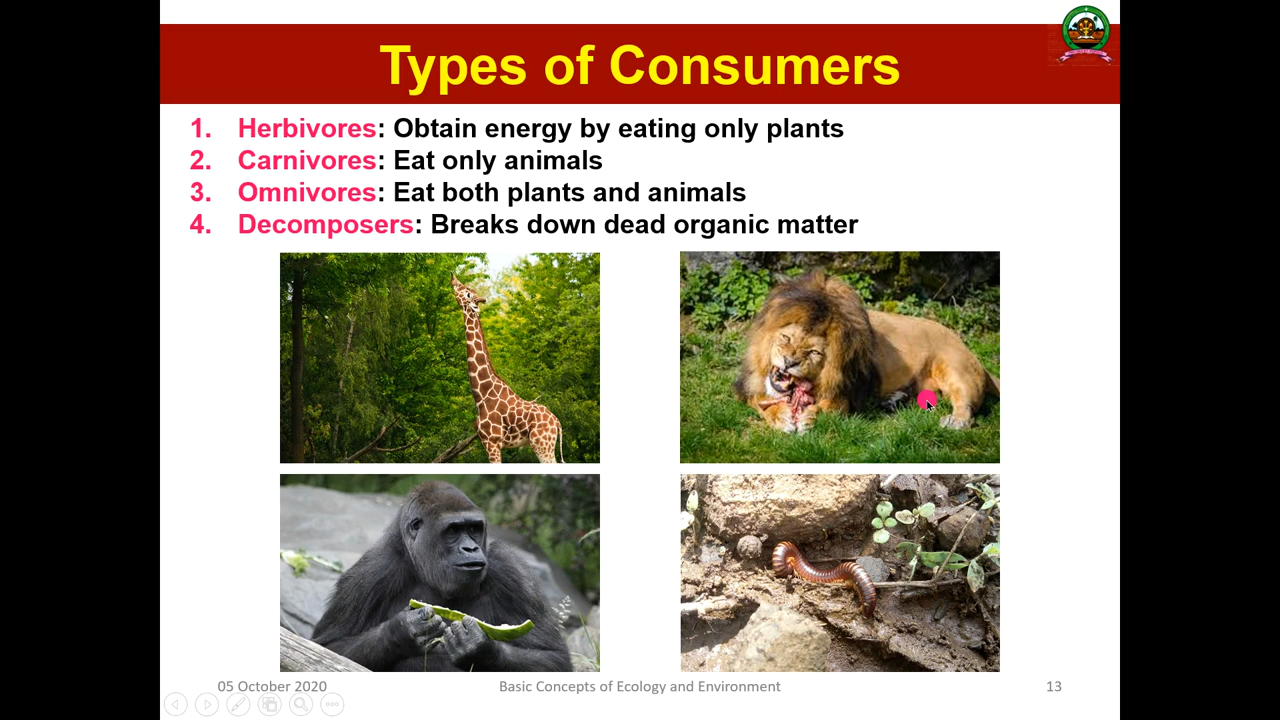 Types of Consumers
1. Herbivores: Obtain energy by eating only plants
2. Carnivores: Eat only animals
3. Omnivores: Eat both plants and animals
4. Decomposers: Breaks down dead organic matter
05 October 2020 Basic Concepts of Ecology and Environment 13